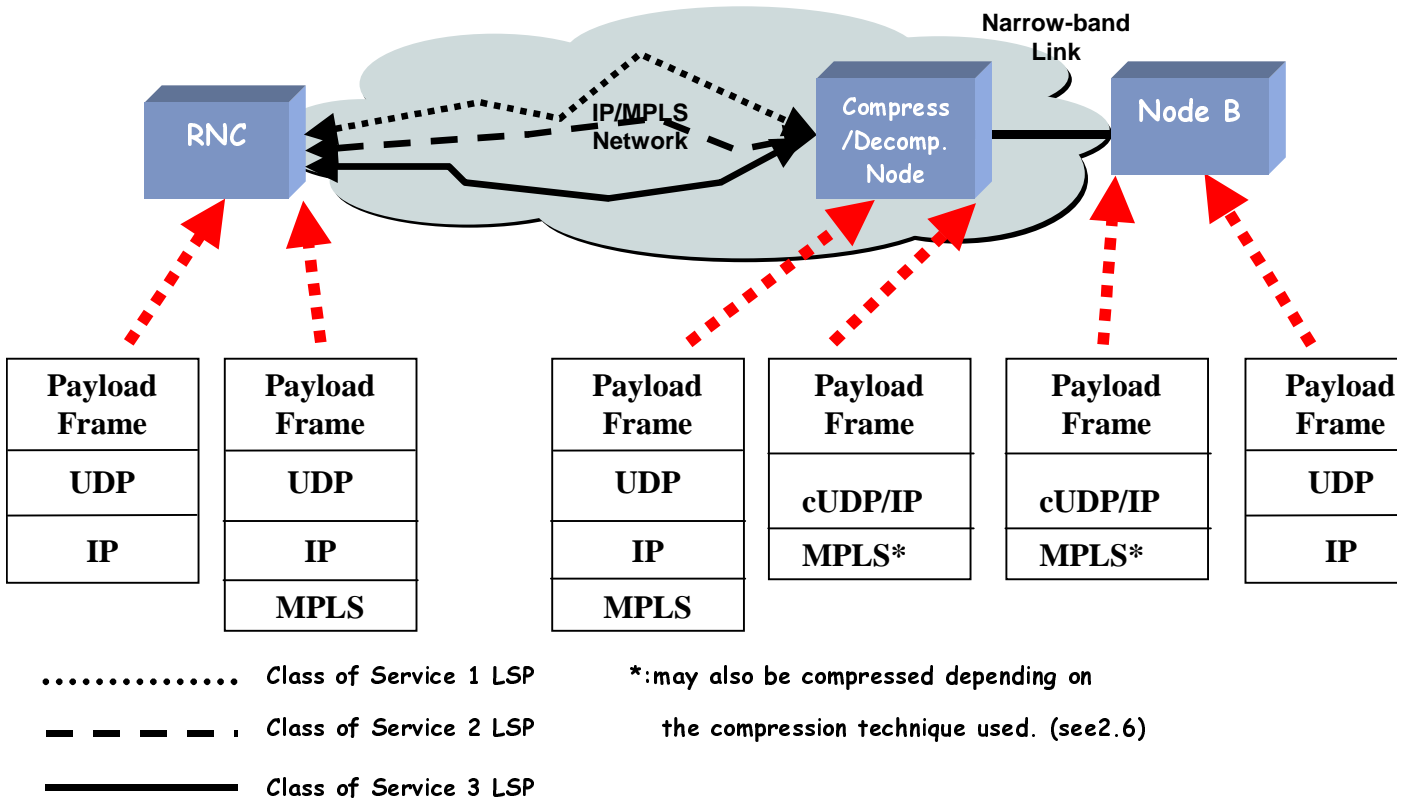 Narrow-band
Link
RNC
IP/MPLS
Network
Compress
/Decomp.
Node
Node B
Payload
Frame
UDP
IP
Payload
Frame
UDP
IP
MPLS
Payload
Frame
UDP
IP
MPLS
Payload
Frame
cUDP/IP
MPLS*
Payload
Frame
cUDP/IP
MPLS*
Payload
Frame
UDP
IP
Class of Service 1 LSP
Class of Service 2 LSP
Class of Service 3 LSP
*:may also be compressed depending on
the compression technique used. (see2.6)